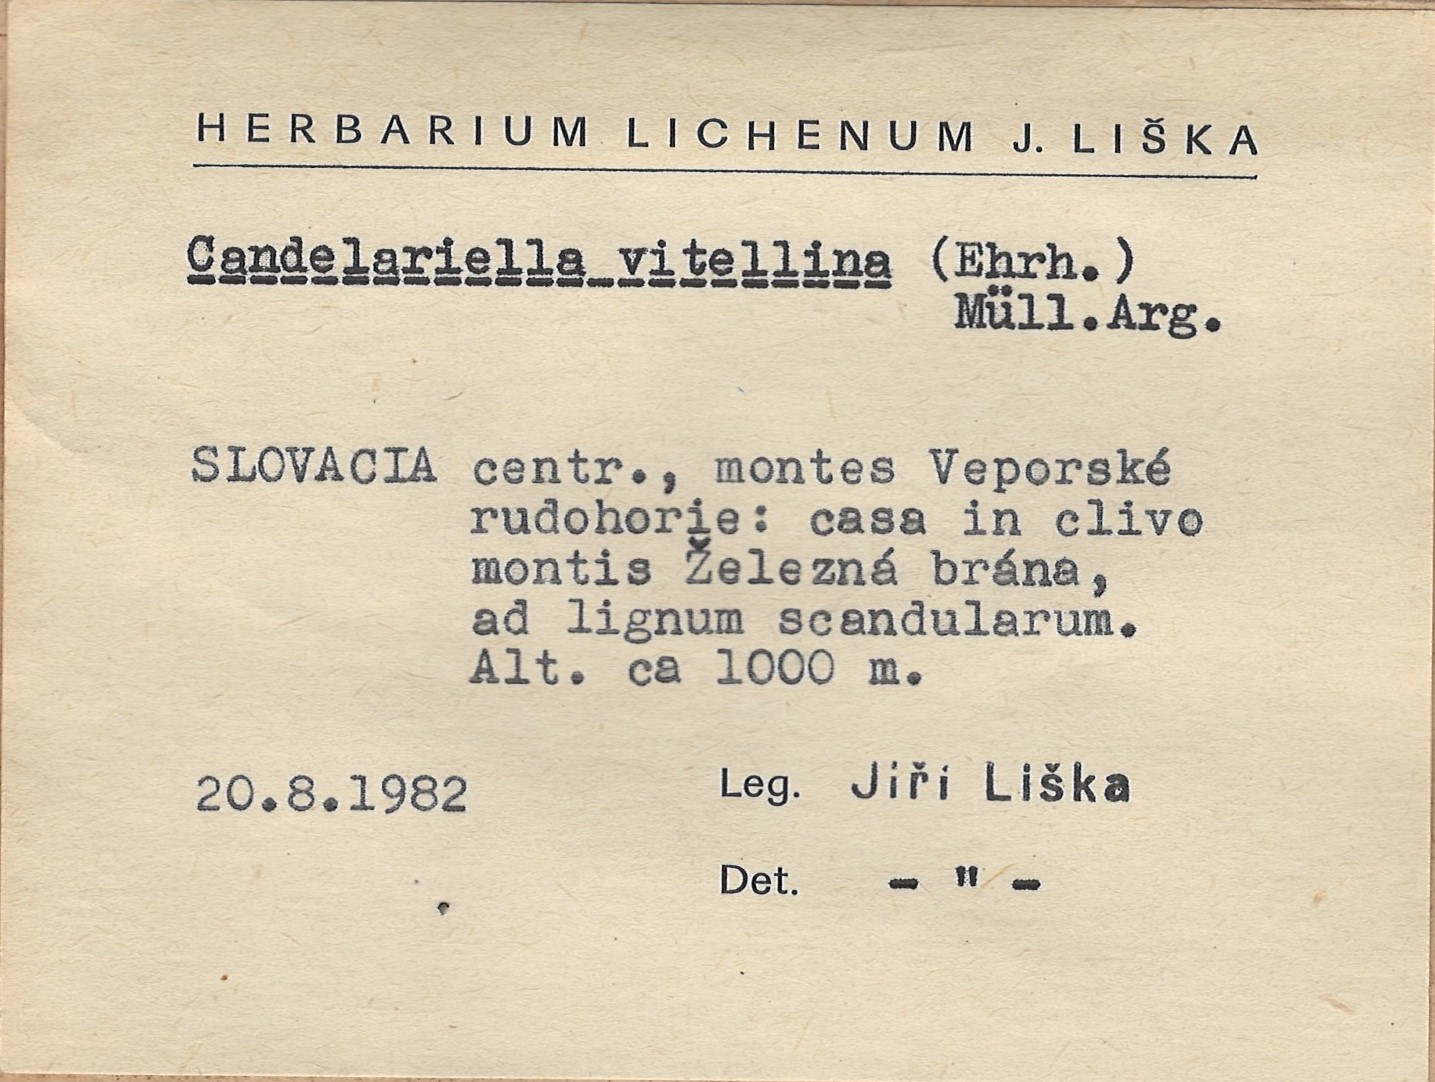 HERBARIUM LICHENUM J. LIŠKA
Candelariella vitellina (Ehrh.)
Müll.Arg.
SLOVACIA centr., montes Veporské
rudohorie: casa in clivo
montis Železná brána,
ad lignum scandularum.
Alt. ca 1000 m.
20.8.1982 Leg. Jiří Liška
Det. - " -